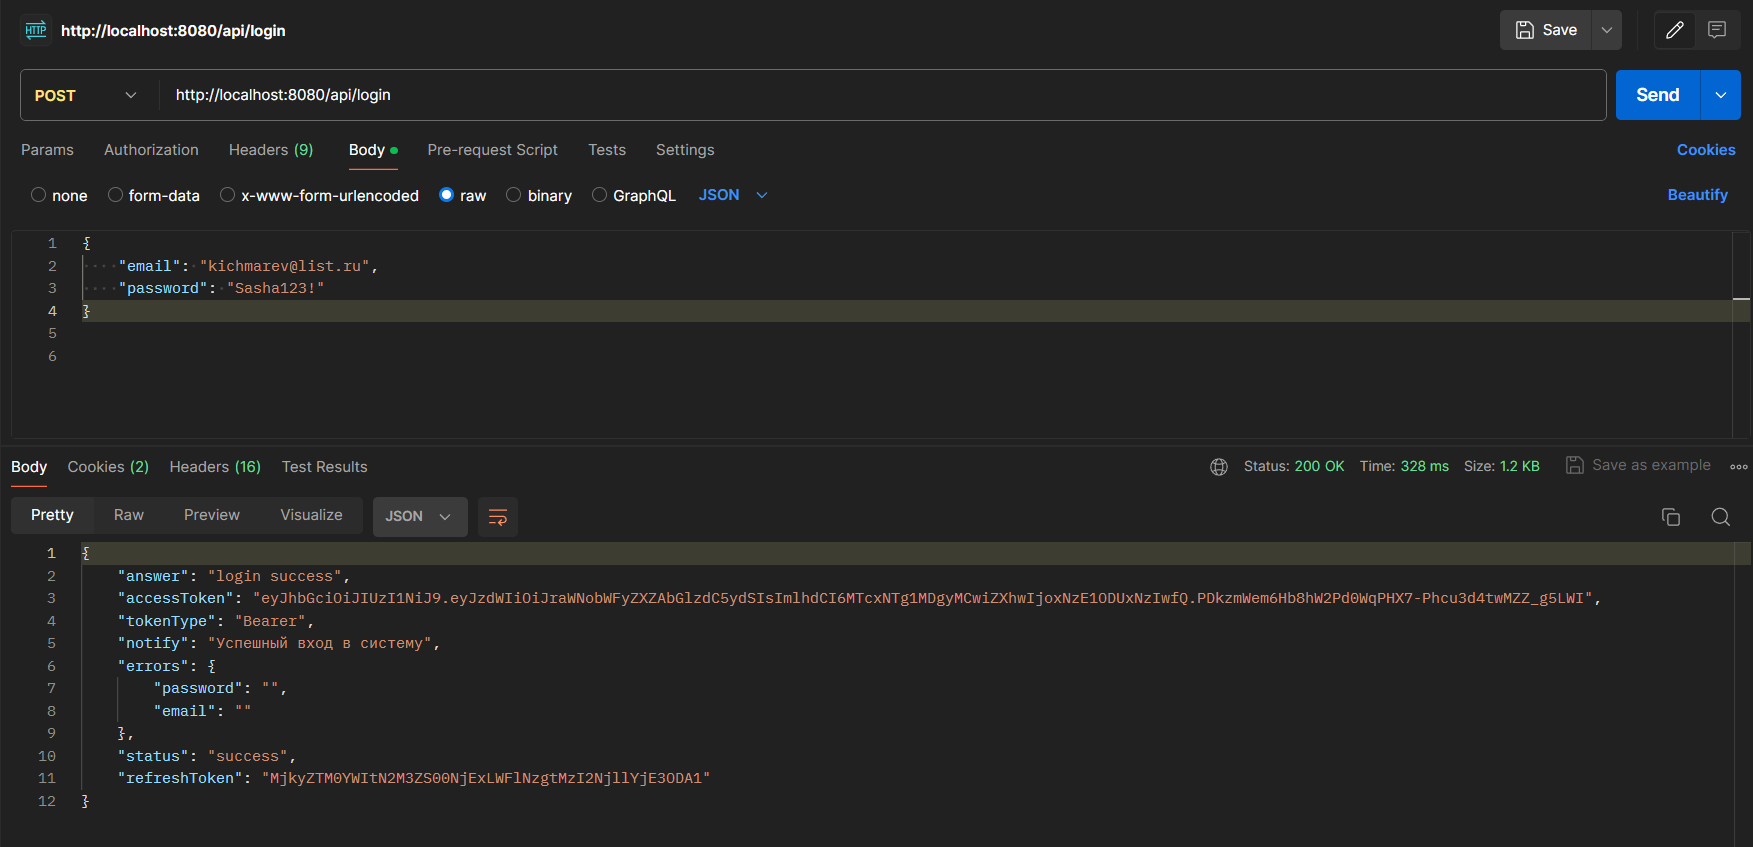 HTTP http://localhost:8080/api/login Save
POST http://localhost:8080/api/login Send
Params Authorization Headers (9) Body Pre-request Script Tests Settings Cookies
none form-data x-www-form-urlencoded raw binary GraphQL JSON Beautify
1 {
2 ····"email":·"kichmarev@list.ru",
3 ····"password":·"Sasha123!"
4 }
5
6
Body Cookies (2) Headers (16) Test Results Status: 200 OK Time: 328 ms Size: 1.2 KB Save as example
Pretty Raw Preview Visualize JSON
1 {
2 "answer": "login success",
3 "accessToken": "eyJhbGciOiJIUzI1NiJ9.eyJzdWIiOiJraWNobWFyZXZAbGlzdC5ydSIsImlhdCI6MTcxNTg1MDgyMCwiZXhwIjoxNzE1ODUxNzIwfQ.PDkzmWem6Hb8hW2Pd0WqPHX7-Phcu3d4twMZZ_g5LWI",
4 "tokenType": "Bearer",
5 "notify": "Успешный вход в систему",
6 "errors": {
7 "password": "",
8 "email": ""
9 },
10 "status": "success",
11 "refreshToken": "MjkyZTM0YWItN2M3ZS00NjExLWFlNzgtMzI2NjllYjE3ODA1"
12 }